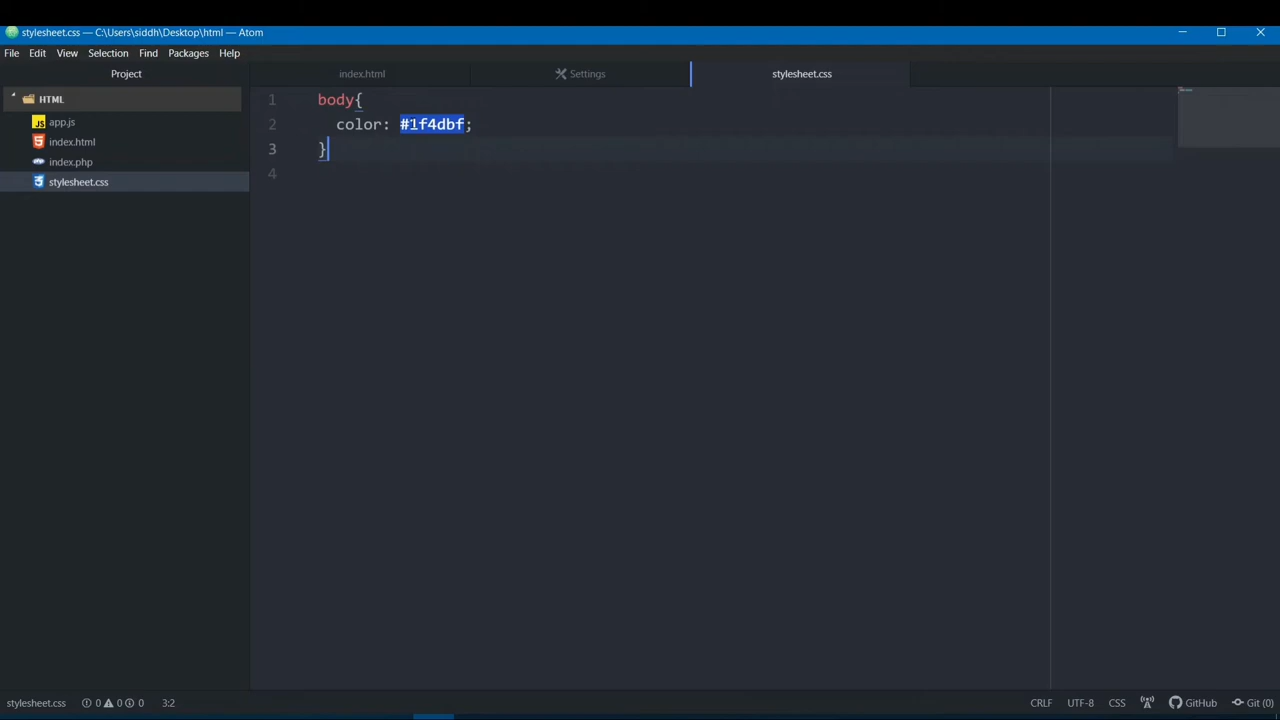 stylesheet.css — C:\Users\siddh\Desktop\html — Atom
File Edit View Selection Find Packages Help
Project
index.html
Settings
stylesheet.css
HTML
JS app.js
index.html
index.php
stylesheet.css
1 body{
2 color: #1f4dbf;
3 }
4
stylesheet.css 0 0 0 3:2 CRLF UTF-8 CSS GitHub Git (0)